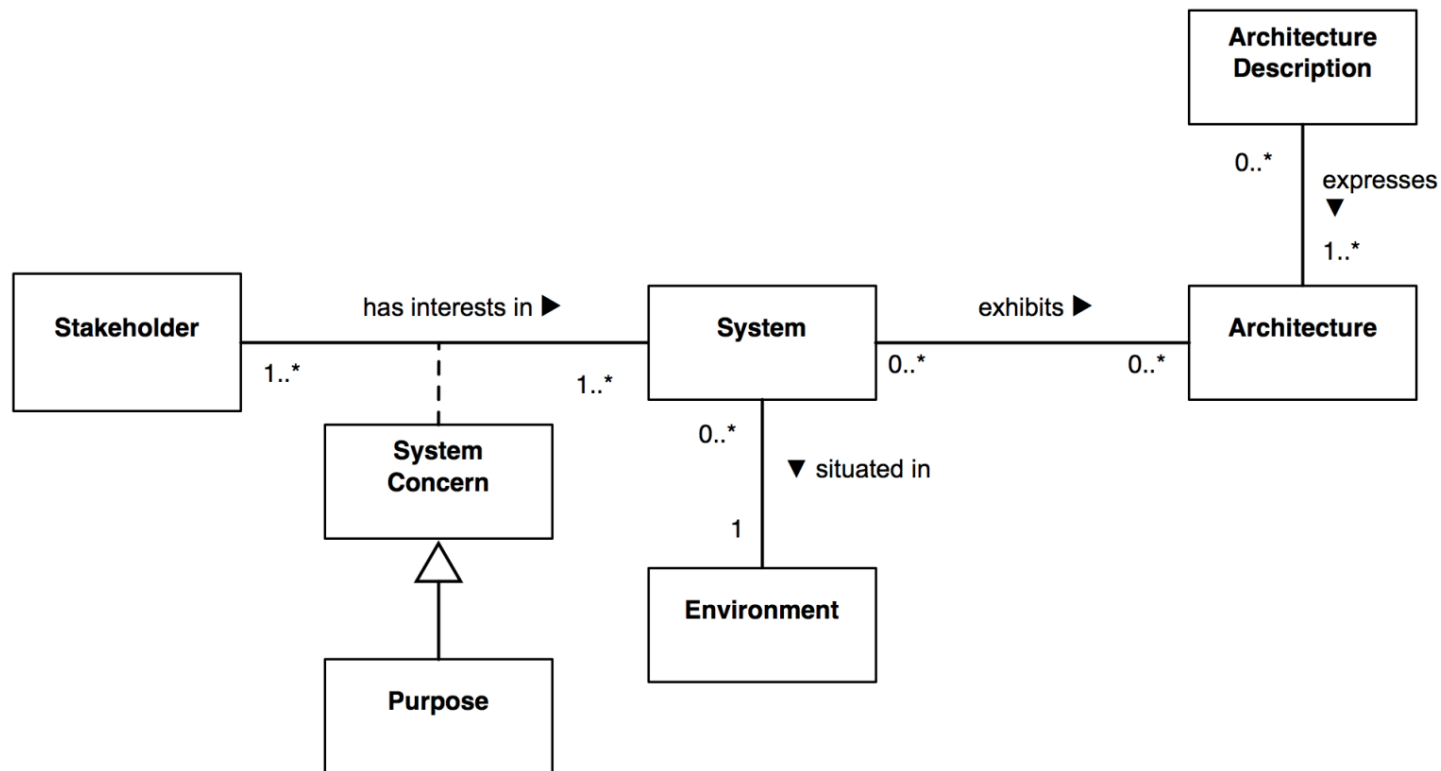 Architecture
Description
0..*
expresses
▼
1..*
Stakeholder
has interests in ▶
System
exhibits ▶
Architecture
1..*
1..*
0..*
0..*
System
Concern
0..*
▼ situated in
1
Environment
Purpose